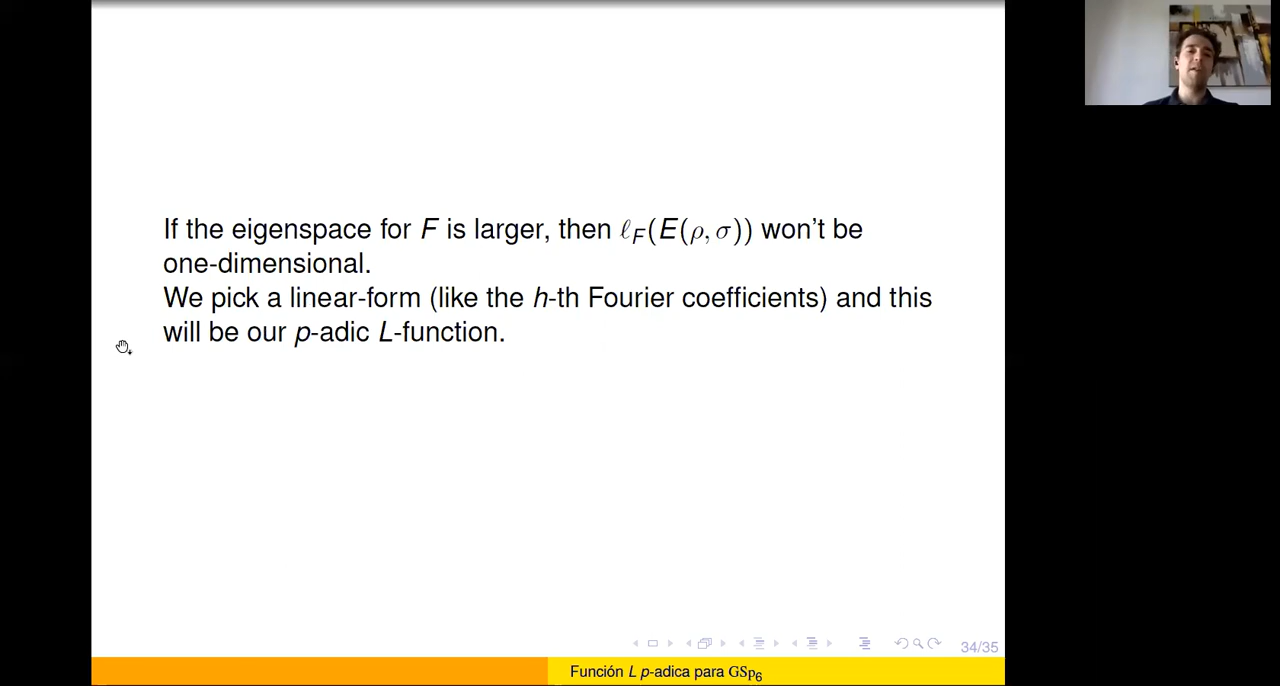 If the eigenspace for F is larger, then ℓ_F(E(ρ, σ)) won't be
one-dimensional.
We pick a linear-form (like the h-th Fourier coefficients) and this
will be our p-adic L-function.
34/35
Función L p-adica para GSp₆